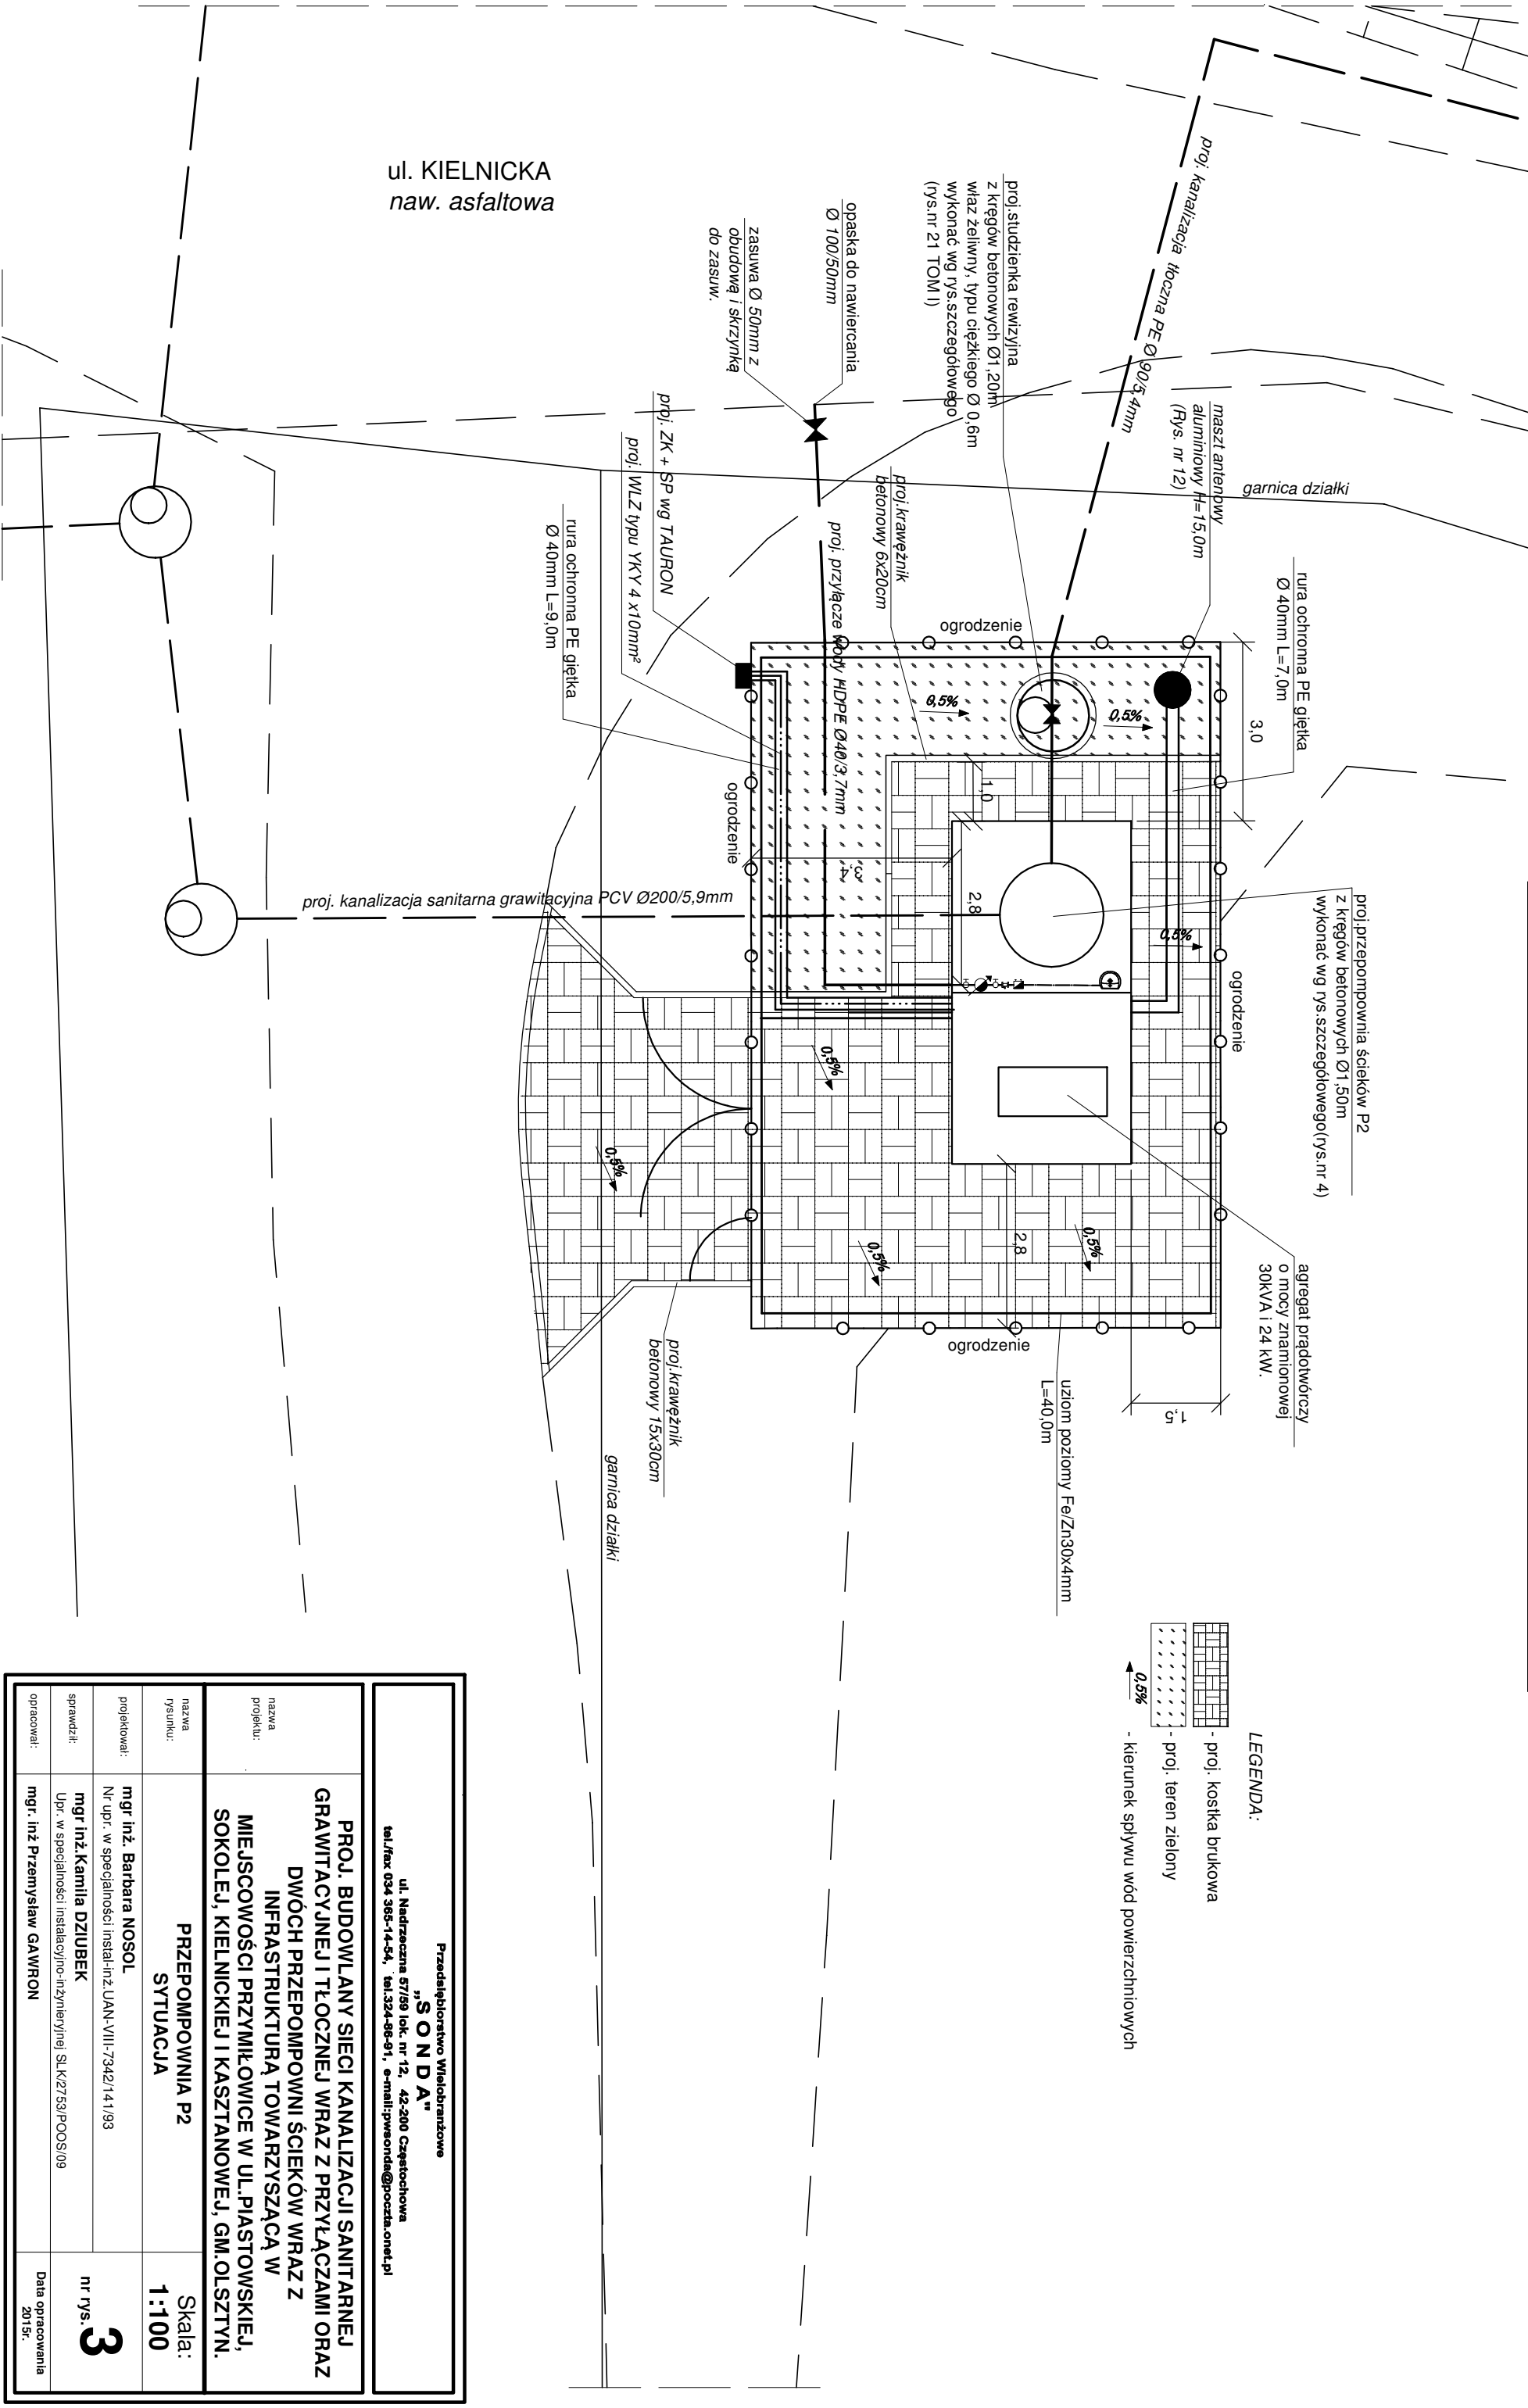 ul. KIELNICKA
naw. asfaltowa
proj. kanalizacja tłoczna PE Ø 90/5,4mm
proj.studzienka rewizyjna
z kręgów betonowych Ø1,20m
właz żeliwny, typu ciężkiego Ø 0,6m
wykonać wg rys.szczegółowego
(rys.nr 21 TOM I)
opaska do nawiercania
Ø 100/50mm
zasuwa Ø 50mm z
obudową i skrzynką
do zasuw.
maszt antenowy
aluminiowy H=15,0m
(Rys. nr 12)
garnica działki
rura ochronna PE giętka
Ø 40mm L=7,0m
proj.krawężnik
betonowy 6x20cm
proj. przyłącze wody HDPE Ø40/3,7mm
proj. ZK + SP wg TAURON
proj. WLZ typu YKY 4 x10mm²
rura ochronna PE giętka
Ø 40mm L=9,0m
ogrodzenie
3,0
0,5%
0,5%
1,0
ogrodzenie
3,4
2,8
0,5%
ogrodzenie
proj. kanalizacja sanitarna grawitacyjna PCV Ø200/5,9mm
proj.przepompownia ścieków P2
z kręgów betonowych Ø1,50m
wykonać wg rys.szczegółowego(rys.nr 4)
0,5%
0,5%
0,5%
0,5%
2,8
ogrodzenie
1,5
agregat prądotwórczy
o mocy znamionowej
30kVA i 24 kW.
uziom poziomy Fe/Zn30x4mm
L=40,0m
proj.krawężnik
betonowy 15x30cm
garnica działki
LEGENDA:
- proj. kostka brukowa
- proj. teren zielony
0,5%
- kierunek spływu wód powierzchniowych
Przedsiębiorstwo Wielobranżowe
„S O N D A"
ul. Nadrzeczna 57/59 lok. nr 12, 42-200 Częstochowa
tel./fax 034 365-14-54, tel.324-86-91, e-mail:pwsonda@poczta.onet.pl
nazwa
projektu:
PROJ. BUDOWLANY SIECI KANALIZACJI SANITARNEJ
GRAWITACYJNEJ I TŁOCZNEJ WRAZ Z PRZYŁĄCZAMI ORAZ
DWÓCH PRZEPOMPOWNI ŚCIEKÓW WRAZ Z
INFRASTRUKTURĄ TOWARZYSZĄCĄ W
MIEJSCOWOŚCI PRZYMIŁOWICE W UL.PIASTOWSKIEJ,
SOKOLEJ, KIELNICKIEJ I KASZTANOWEJ, GM.OLSZTYN.
nazwa
rysunku:
PRZEPOMPOWNIA P2
SYTUACJA
Skala:
1:100
projektował:
mgr inż. Barbara NOSOL
Nr upr. w specjalności instal-inż.UAN-VIII-7342/141/93
sprawdził:
mgr inż.Kamila DZIUBEK
Upr. w specjalności instalacyjno-inżynieryjnej SLK/2753/POOS/09
nr rys. 3
opracował:
mgr. inż Przemysław GAWRON
Data opracowania
2015r.